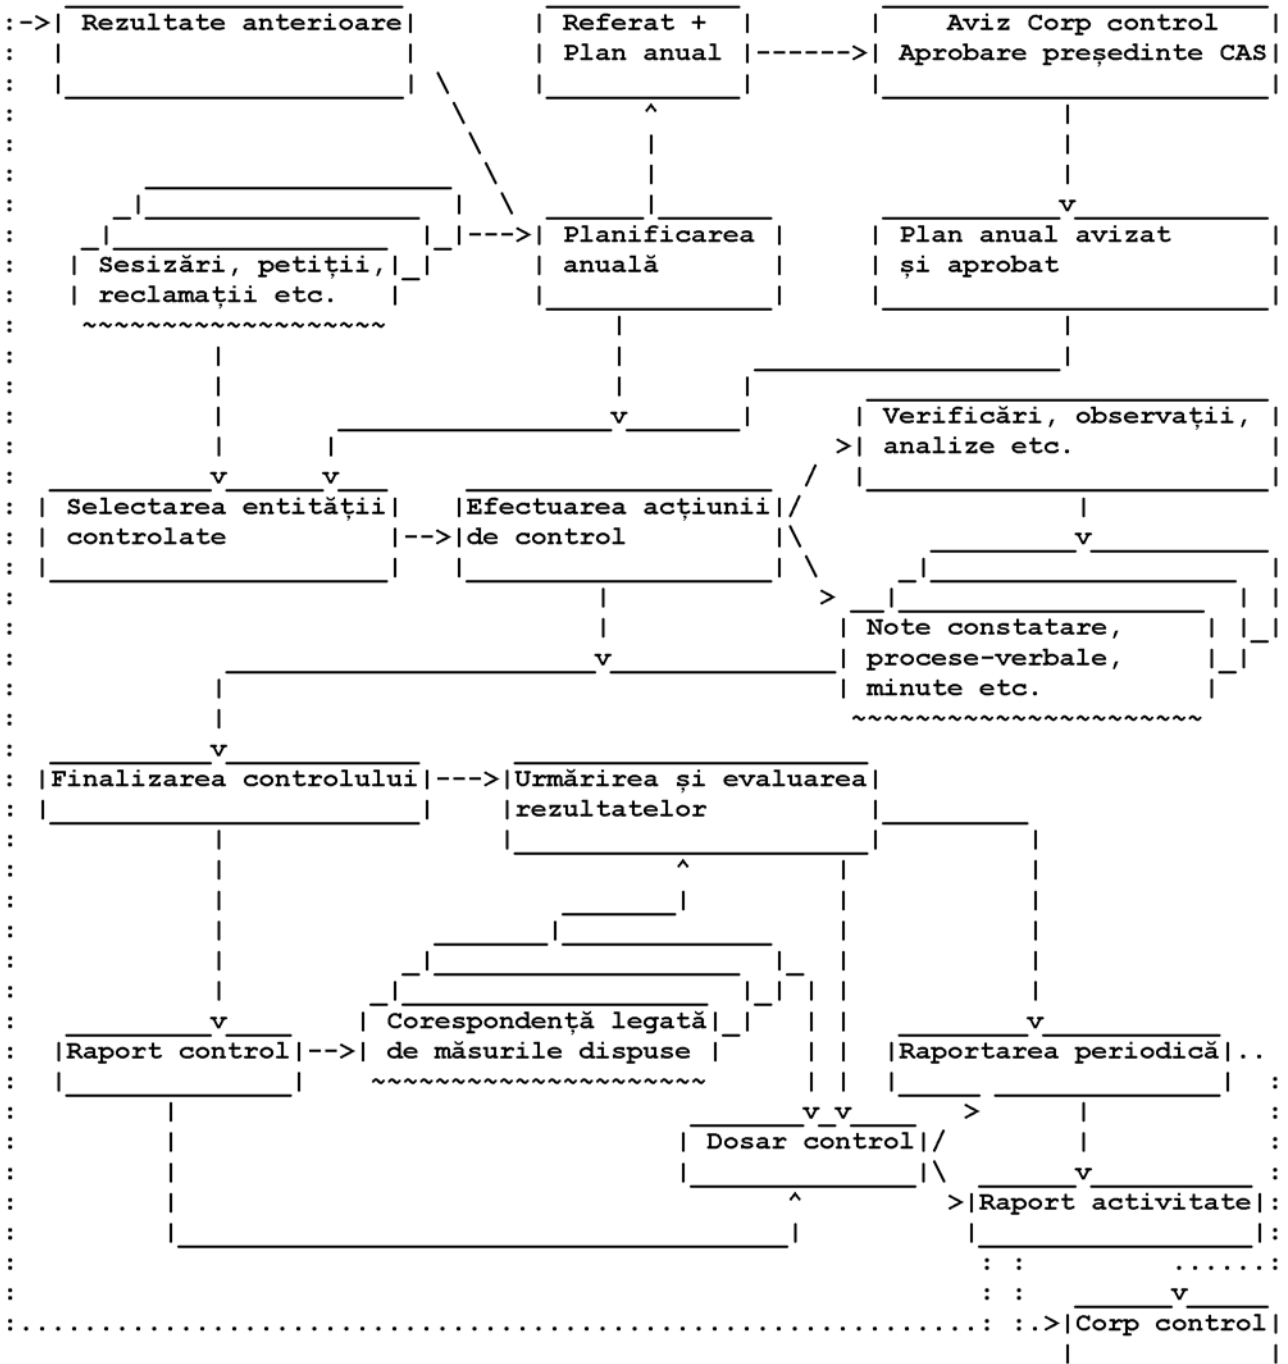 Rezultate anterioare
Referat +
Plan anual
Aviz Corp control
Aprobare președinte CAS
Sesizări, petiții,
reclamații etc.
Planificarea
anuală
Plan anual avizat
și aprobat
Verificări, observații,
analize etc.
Selectarea entității
controlate
Efectuarea acțiunii
de control
Note constatare,
procese-verbale,
minute etc.
Finalizarea controlului
Urmărirea și evaluarea
rezultatelor
Raport control
Corespondență legată
de măsurile dispuse
Raportarea periodică
Dosar control
Raport activitate
Corp control